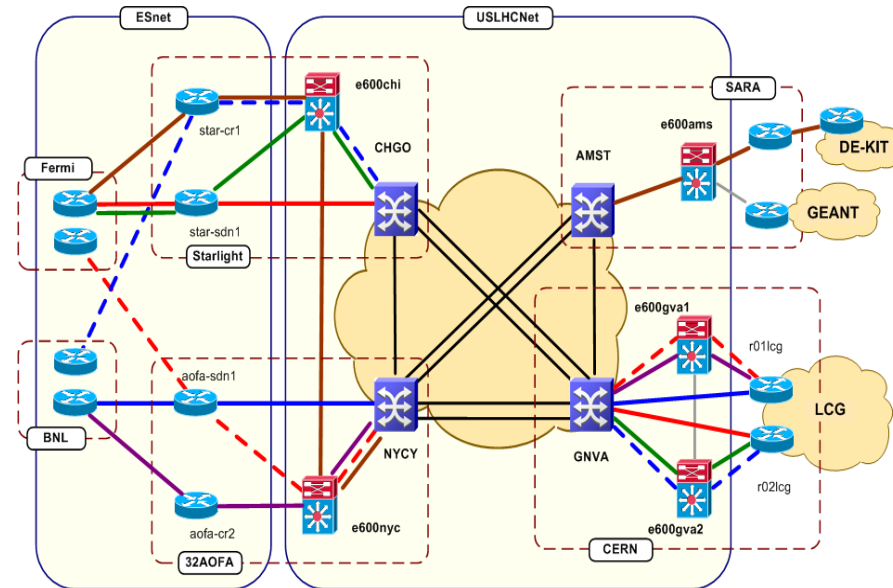 ESnet
USLHCNet
SARA
e600chi
e600ams
star-cr1
CHGO
AMST
DE-KIT
Fermi
GEANT
star-sdn1
Starlight
e600gva1
r01lcg
aofa-sdn1
LCG
BNL
NYCY
GNVA
r02lcg
aofa-cr2
e600nyc
e600gva2
CERN
32AOFA